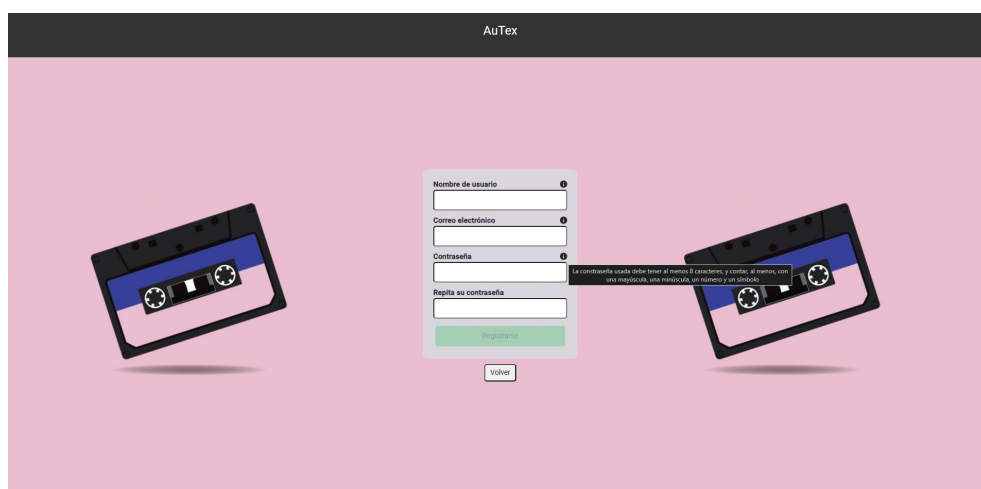 AuTex
Nombre de usuario
Correo electrónico
Contraseña
La constraseña usada debe tener al menos 8 caracteres, y contar, al menos, con
una mayúscula, una minúscula, un número y un símbolo
Repita su contraseña
Registrarse
Volver